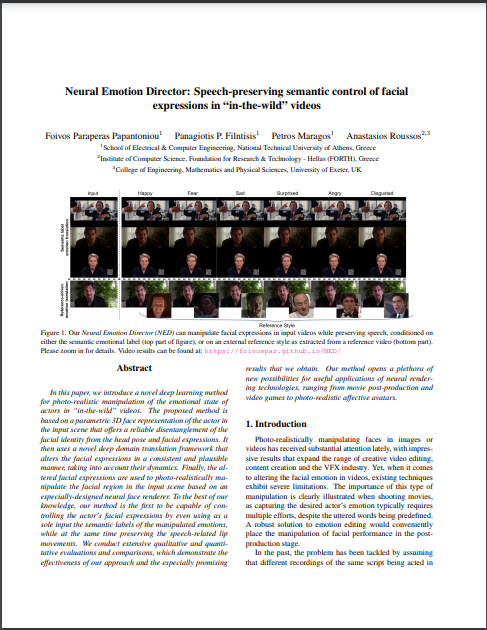 Neural Emotion Director: Speech-preserving semantic control of facial
expressions in “in-the-wild” videos
Foivos Paraperas Papantoniou1 Panagiotis P. Filntisis1 Petros Maragos1 Anastasios Roussos2,3
1School of Electrical & Computer Engineering, National Technical University of Athens, Greece
2Institute of Computer Science, Foundation for Research & Technology - Hellas (FORTH), Greece
3College of Engineering, Mathematics and Physical Sciences, University of Exeter, UK
Input Happy Fear Sad Surprised Angry Disgusted
Semantic label
emotion translation
Reference-driven
emotion translation
Reference Style
Figure 1. Our Neural Emotion Director (NED) can manipulate facial expressions in input videos while preserving speech, conditioned on
either the semantic emotional label (top part of figure), or on an emotional style as extracted from a reference video (bottom part).
Please zoom in for details. Video results can be found at: https://foivospar.github.io/NED/
Abstract
In this paper, we introduce a novel deep learning method
for photo-realistic manipulation of the emotional state of
actors in “in-the-wild” videos. The proposed method is
based on a parametric 3D face representation of the actor in
the input scene that offers a reliable disentanglement of the
facial identity from the head pose and facial expressions. It
then uses a novel deep domain translation framework that
alters the facial expressions in a consistent and plausible
manner, taking into account their dynamics. Finally, the al-
tered facial expressions are used to photo-realistically ma-
nipulate the facial region in the input scene based on an
especially-designed neural face renderer. To the best of our
knowledge, our method is the first to be capable of con-
trolling the actor's facial expressions by even using as a
sole input the semantic labels of the manipulated emotions,
while at the same time preserving the speech-related lip
movements. We conduct extensive qualitative and quanti-
tative evaluations and comparisons, which demonstrate the
effectiveness of our approach and the especially promising
results that we obtain. Our method opens a plethora of
new possibilities for useful applications of neural render-
ing technologies, ranging from movie post-production and
video games to photo-realistic affective avatars.
1. Introduction
Photo-realistically manipulating faces in images or
videos has received substantial attention lately, with impres-
sive results that expand the range of creative video editing,
content creation and the VFX industry. Yet, when it comes
to altering the facial emotion in videos, existing techniques
exhibit severe limitations. The importance of this type of
manipulation is clearly illustrated when shooting movies,
as capturing the desired actor's emotion typically requires
multiple efforts, despite the uttered words being predefined.
A robust solution to emotion editing would conveniently
place the manipulation of facial performance in the post-
production stage.
In the past, the problem has been tackled by assuming
that different recordings of the same script being acted in